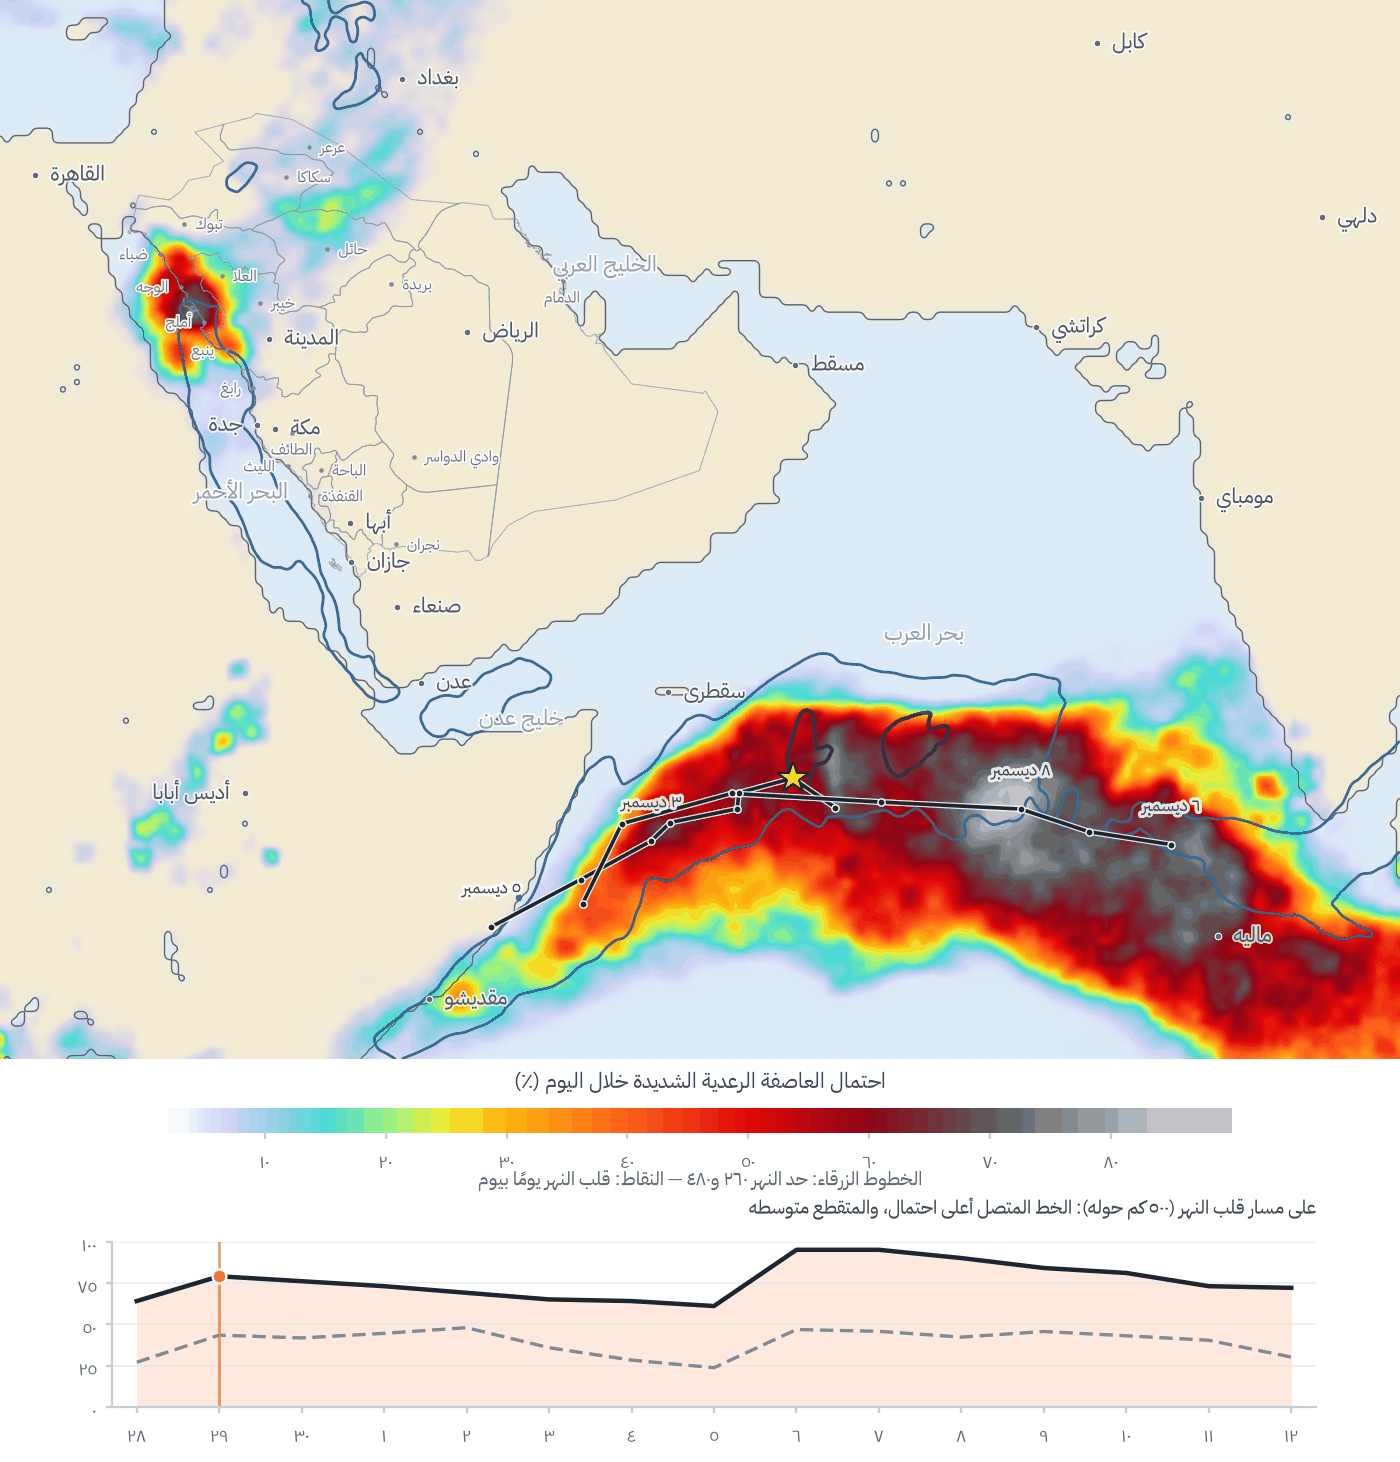 كابل
بغداد
عرعر
القاهرة
سكاكا
دلهي
تبوك
حائل
ضباء
الخليج العربي
العلا
بريدة
الوجه
الدمام
خيبر
أملج
الرياض
كراتشي
المدينة
ينبع
مسقط
رابغ
جدة
مكة
الطائف
وادي الدواسر
الليث
الباحة
البحر الأحمر
القنفذة
مومباي
أبها
نجران
جازان
صنعاء
بحر العرب
عدن
سقطرى
خليج عدن
٨ ديسمبر
أديس أبابا
٣ ديسمبر
٦ ديسمبر
٥ ديسمبر
ماليه
مقديشو
احتمال العاصفة الرعدية الشديدة خلال اليوم (٪)
١٠ ٢٠ ٣٠ ٤٠ ٥٠ ٦٠ ٧٠ ٨٠
الخطوط الزرقاء: حد النهر ٢٦٠ و٤٨٠ — النقاط: قلب النهر يومًا بيوم
على مسار قلب النهر (٥٠٠ كم حوله): الخط المتصل أعلى احتمال، والمتقطع متوسطه
١٠٠
٧٥
٥٠
٢٥
٠
٢٨ ٢٩ ٣٠ ١ ٢ ٣ ٤ ٥ ٦ ٧ ٨ ٩ ١٠ ١١ ١٢